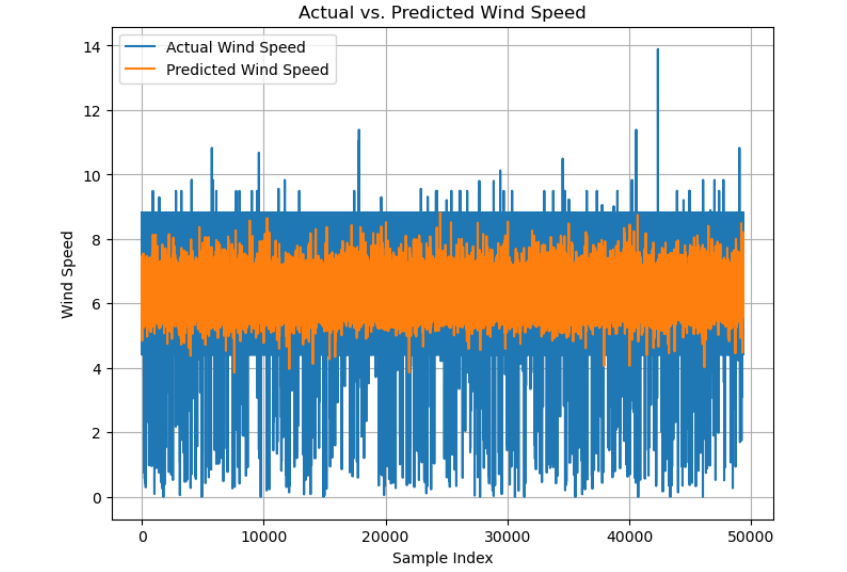 Actual vs. Predicted Wind Speed
Actual Wind Speed
Predicted Wind Speed
14
12
10
8
6
4
2
0
Wind Speed
0 10000 20000 30000 40000 50000
Sample Index